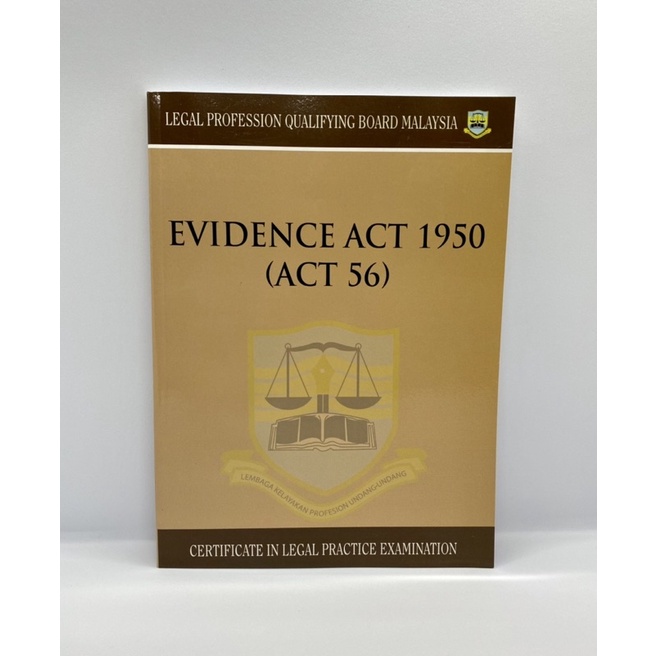 LEGAL PROFESSION QUALIFYING BOARD MALAYSIA
EVIDENCE ACT 1950
(ACT 56)
LEMBAGA KELAYAKAN PROFESION UNDANG-UNDANG
CERTIFICATE IN LEGAL PRACTICE EXAMINATION